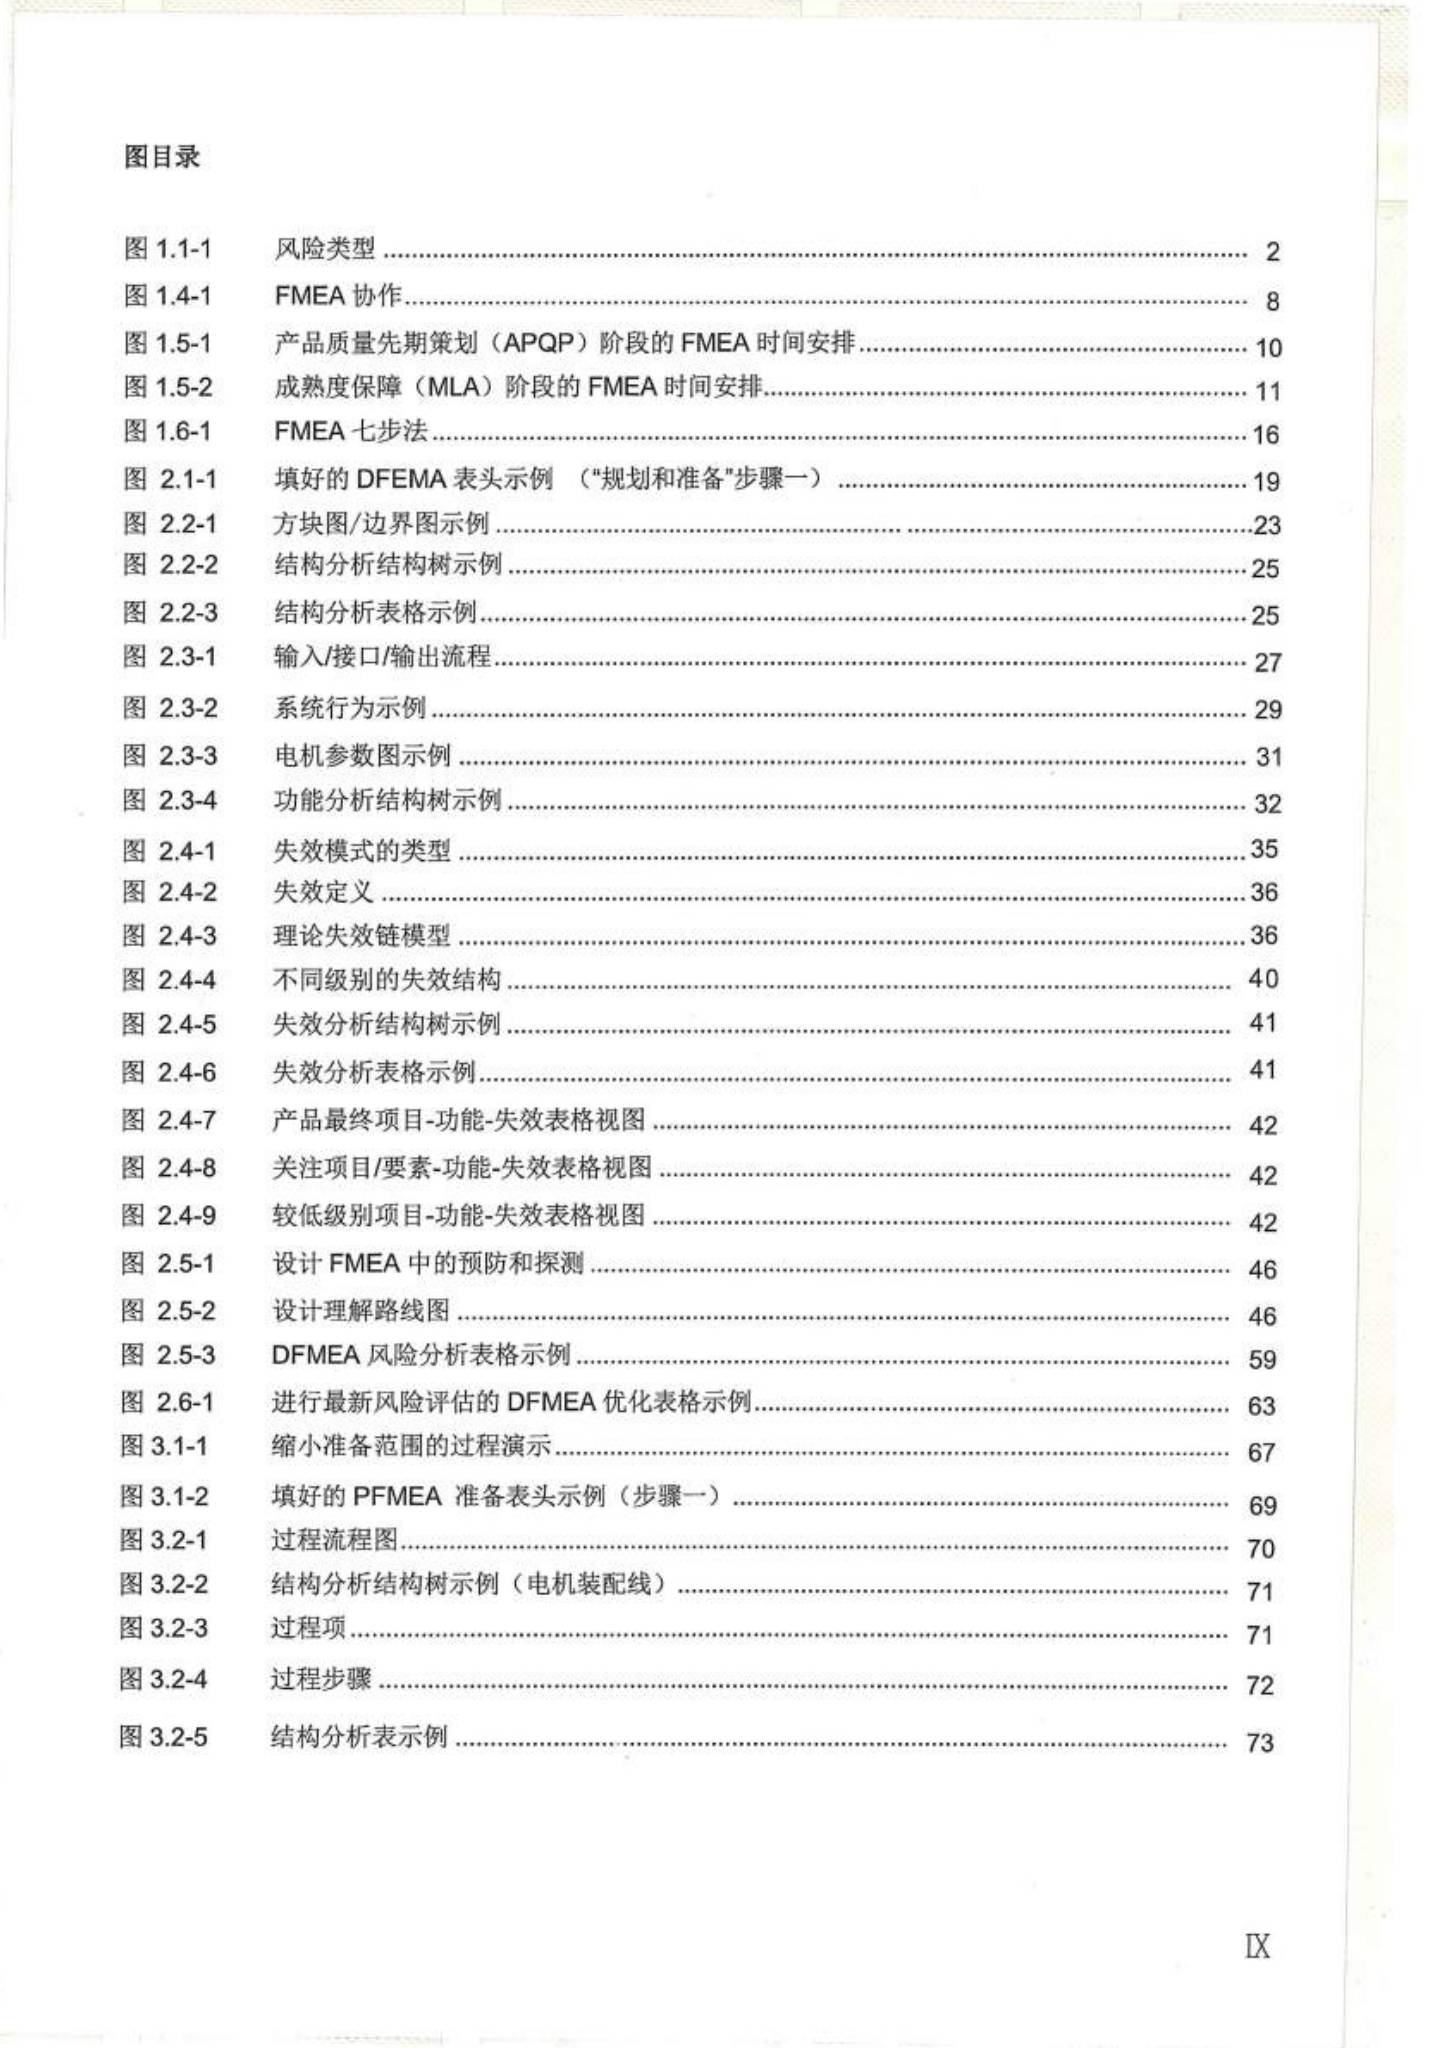 图目录
图 1.1-1 风险类型 2
图 1.4-1 FMEA 协作 8
图 1.5-1 产品质量先期策划（APQP）阶段的 FMEA 时间安排 10
图 1.5-2 成熟度保障（MLA）阶段的 FMEA 时间安排 11
图 1.6-1 FMEA 七步法 16
图 2.1-1 填好的 DFEMA 表头示例 （“规划和准备”步骤一） 19
图 2.2-1 方块图/边界图示例 23
图 2.2-2 结构分析结构树示例 25
图 2.2-3 结构分析表格示例 25
图 2.3-1 输入/接口/输出流程 27
图 2.3-2 系统行为示例 29
图 2.3-3 电机参数图示例 31
图 2.3-4 功能分析结构树示例 32
图 2.4-1 失效模式的类型 35
图 2.4-2 失效定义 36
图 2.4-3 理论失效链模型 36
图 2.4-4 不同级别的失效结构 40
图 2.4-5 失效分析结构树示例 41
图 2.4-6 失效分析表格示例 41
图 2.4-7 产品最终项目-功能-失效表格视图 42
图 2.4-8 关注项目/要素-功能-失效表格视图 42
图 2.4-9 较低级别项目-功能-失效表格视图 42
图 2.5-1 设计 FMEA 中的预防和探测 46
图 2.5-2 设计理解路线图 46
图 2.5-3 DFMEA 风险分析表格示例 59
图 2.6-1 进行最新风险评估的 DFMEA 优化表格示例 63
图 3.1-1 缩小准备范围的过程演示 67
图 3.1-2 填好的 PFMEA 准备表头示例（步骤一） 69
图 3.2-1 过程流程图 70
图 3.2-2 结构分析结构树示例（电机装配线） 71
图 3.2-3 过程项 71
图 3.2-4 过程步骤 72
图 3.2-5 结构分析表示例 73
IX